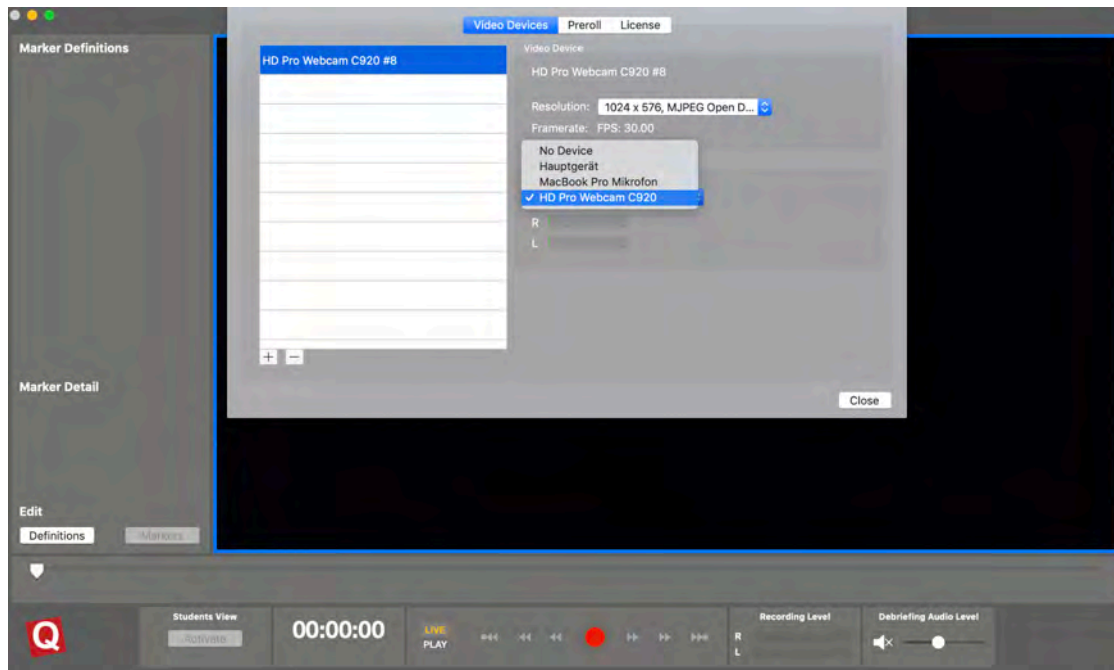 Video Devices Preroll License
Marker Definitions
HD Pro Webcam C920 #8
Video Device
HD Pro Webcam C920 #8
Resolution: 1024 x 576, MJPEG Open D...
Framerate: FPS: 30.00
No Device
Hauptgerät
MacBook Pro Mikrofon
✓ HD Pro Webcam C920
R
L
+ −
Marker Detail
Close
Edit
Definitions Markers
Students View
Activate
00:00:00
LIVE
PLAY
Recording Level
R
L
Debriefing Audio Level
Q